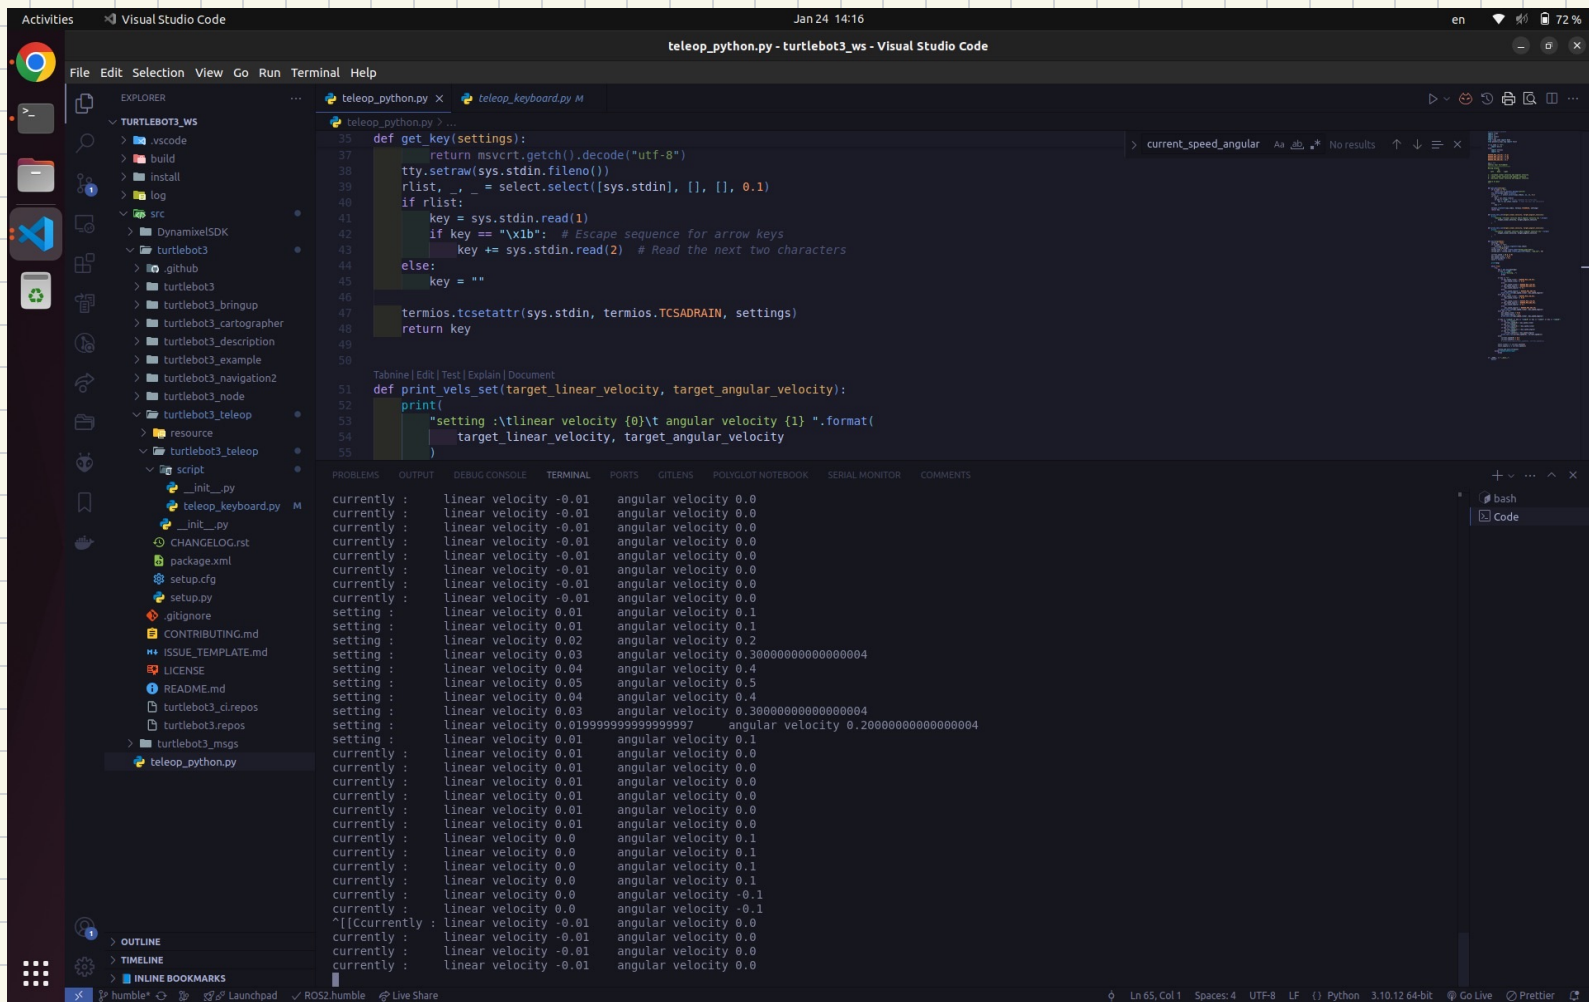 Activities Visual Studio Code Jan 24 14:16 en 72 %
teleop_python.py - turtlebot3_ws - Visual Studio Code
File Edit Selection View Go Run Terminal Help
EXPLORER
TURTLEBOT3_WS
.vscode
build
install
log
src
DynamixelSDK
turtlebot3
.github
turtlebot3
turtlebot3_bringup
turtlebot3_cartographer
turtlebot3_description
turtlebot3_example
turtlebot3_navigation2
turtlebot3_node
turtlebot3_teleop
resource
turtlebot3_teleop
script
__init__.py
teleop_keyboard.py M
__init__.py
CHANGELOG.rst
package.xml
setup.cfg
setup.py
.gitignore
CONTRIBUTING.md
ISSUE_TEMPLATE.md
LICENSE
README.md
turtlebot3_ci.repos
turtlebot3.repos
turtlebot3_msgs
teleop_python.py
OUTLINE
TIMELINE
INLINE BOOKMARKS
teleop_python.py teleop_keyboard.py M
teleop_python.py > ...
current_speed_angular Aa ab .* No results
35 def get_key(settings):
37 return msvcrt.getch().decode("utf-8")
38 tty.setraw(sys.stdin.fileno())
39 rlist, _, _ = select.select([sys.stdin], [], [], 0.1)
40 if rlist:
41 key = sys.stdin.read(1)
42 if key == "\x1b": # Escape sequence for arrow keys
43 key += sys.stdin.read(2) # Read the next two characters
44 else:
45 key = ""
46
47 termios.tcsetattr(sys.stdin, termios.TCSADRAIN, settings)
48 return key
49
50
Tabnine | Edit | Test | Explain | Document
51 def print_vels_set(target_linear_velocity, target_angular_velocity):
52 print(
53 "setting :\tlinear velocity {0}\t angular velocity {1} ".format(
54 target_linear_velocity, target_angular_velocity
55 )
PROBLEMS OUTPUT DEBUG CONSOLE TERMINAL PORTS GITLENS POLYGLOT NOTEBOOK SERIAL MONITOR COMMENTS
bash
Code
currently : linear velocity -0.01 angular velocity 0.0
currently : linear velocity -0.01 angular velocity 0.0
currently : linear velocity -0.01 angular velocity 0.0
currently : linear velocity -0.01 angular velocity 0.0
currently : linear velocity -0.01 angular velocity 0.0
currently : linear velocity -0.01 angular velocity 0.0
currently : linear velocity -0.01 angular velocity 0.0
currently : linear velocity -0.01 angular velocity 0.0
setting : linear velocity 0.01 angular velocity 0.1
setting : linear velocity 0.01 angular velocity 0.1
setting : linear velocity 0.02 angular velocity 0.2
setting : linear velocity 0.03 angular velocity 0.30000000000000004
setting : linear velocity 0.04 angular velocity 0.4
setting : linear velocity 0.05 angular velocity 0.5
setting : linear velocity 0.04 angular velocity 0.4
setting : linear velocity 0.03 angular velocity 0.30000000000000004
setting : linear velocity 0.019999999999999997 angular velocity 0.20000000000000004
setting : linear velocity 0.01 angular velocity 0.1
currently : linear velocity 0.01 angular velocity 0.0
currently : linear velocity 0.01 angular velocity 0.0
currently : linear velocity 0.01 angular velocity 0.0
currently : linear velocity 0.01 angular velocity 0.0
currently : linear velocity 0.01 angular velocity 0.0
currently : linear velocity 0.01 angular velocity 0.0
currently : linear velocity 0.0 angular velocity 0.1
currently : linear velocity 0.0 angular velocity 0.1
currently : linear velocity 0.0 angular velocity 0.1
currently : linear velocity 0.0 angular velocity 0.1
currently : linear velocity 0.0 angular velocity -0.1
currently : linear velocity 0.0 angular velocity -0.1
^[[Ccurrently : linear velocity -0.01 angular velocity 0.0
currently : linear velocity -0.01 angular velocity 0.0
currently : linear velocity -0.01 angular velocity 0.0
currently : linear velocity -0.01 angular velocity 0.0
humble* Launchpad ROS2.humble Live Share Ln 65, Col 1 Spaces: 4 UTF-8 LF {} Python 3.10.12 64-bit Go Live Prettier